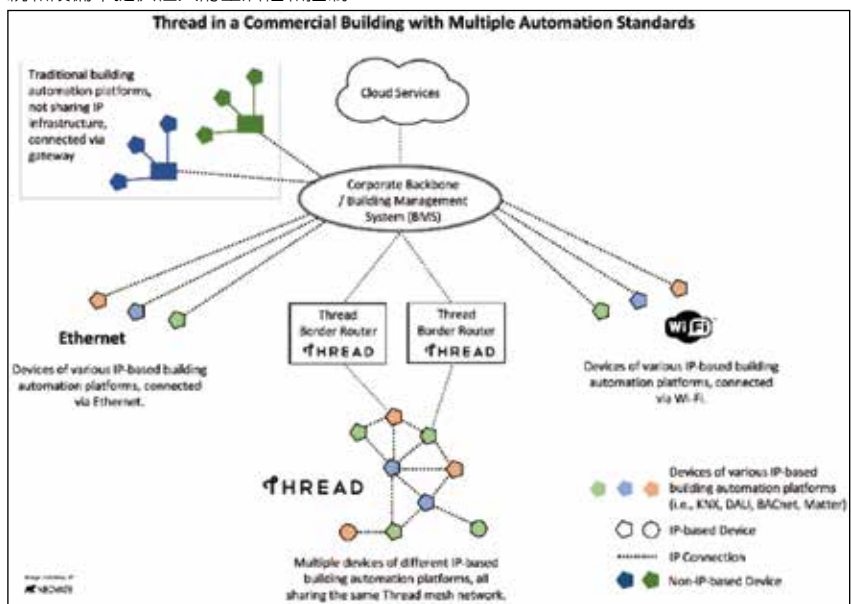 Thread in a Commercial Building with Multiple Automation Standards
Traditional building
automation platforms,
not sharing IP
infrastructure,
connected via
gateway
Cloud Services
Corporate Backbone
/ Building Management
System (BMS)
Ethernet
Devices of various IP-based building
automation platforms, connected
via Ethernet.
Thread
Border Router
THREAD
Thread
Border Router
THREAD
Wi Fi
Devices of various IP-based building
automation platforms, connected
via Wi-Fi.
THREAD
Multiple devices of different IP-based
building automation platforms, all
sharing the same Thread mesh network.
Devices of various IP-based
building automation platforms
(i.e., KNX, DALI, BACnet, Matter)
IP-based Device
IP Connection
Non-IP-based Device